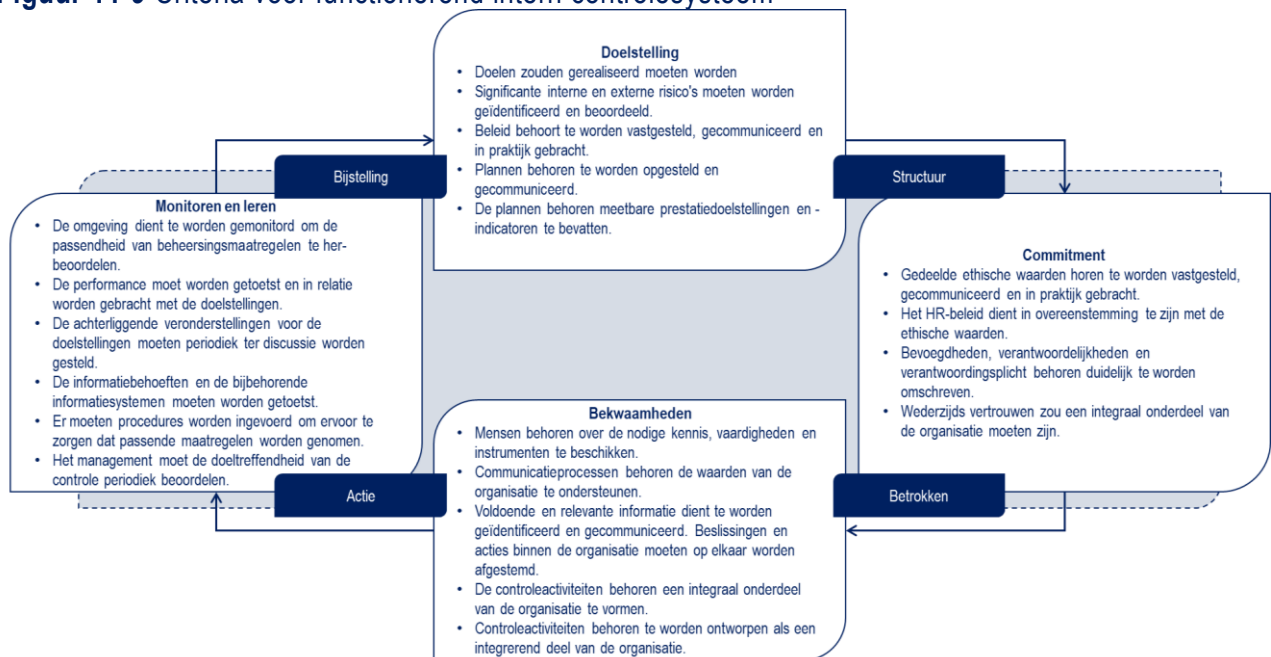 Figuur 11-9 Criteria voor functionerend intern controlesysteem
Doelstelling
• Doelen zouden gerealiseerd moeten worden
• Significante interne en externe risico's moeten worden
geïdentificeerd en beoordeeld.
• Beleid behoort te worden vastgesteld, gecommuniceerd en
in praktijk gebracht.
• Plannen behoren te worden opgesteld en
gecommuniceerd.
• De plannen behoren meetbare prestatiedoelstellingen en -
indicatoren te bevatten.
Bijstelling
Structuur
Monitoren en leren
• De omgeving dient te worden gemonitord om de
passendheid van beheersingsmaatregelen te her-
beoordelen.
• De performance moet worden getoetst en in relatie
worden gebracht met de doelstellingen.
• De achterliggende veronderstellingen voor de
doelstellingen moeten periodiek ter discussie worden
gesteld.
• De informatiebehoeften en de bijbehorende
informatiesystemen moeten worden getoetst.
• Er moeten procedures worden ingevoerd om ervoor te
zorgen dat passende maatregelen worden genomen.
• Het management moet de doeltreffendheid van de
controle periodiek beoordelen.
Commitment
• Gedeelde ethische waarden horen te worden vastgesteld,
gecommuniceerd en in praktijk gebracht.
• Het HR-beleid dient in overeenstemming te zijn met de
ethische waarden.
• Bevoegdheden, verantwoordelijkheden en
verantwoordingsplicht behoren duidelijk te worden
omschreven.
• Wederzijds vertrouwen zou een integraal onderdeel van
de organisatie moeten zijn.
Actie
Betrokken
Bekwaamheden
• Mensen behoren over de nodige kennis, vaardigheden en
instrumenten te beschikken.
• Communicatieprocessen behoren de waarden van de
organisatie te ondersteunen.
• Voldoende en relevante informatie dient te worden
geïdentificeerd en gecommuniceerd. Beslissingen en
acties binnen de organisatie moeten op elkaar worden
afgestemd.
• De controleactiviteiten behoren een integraal onderdeel
van de organisatie te vormen.
• Controleactiviteiten behoren te worden ontworpen als een
integrerend deel van de organisatie.